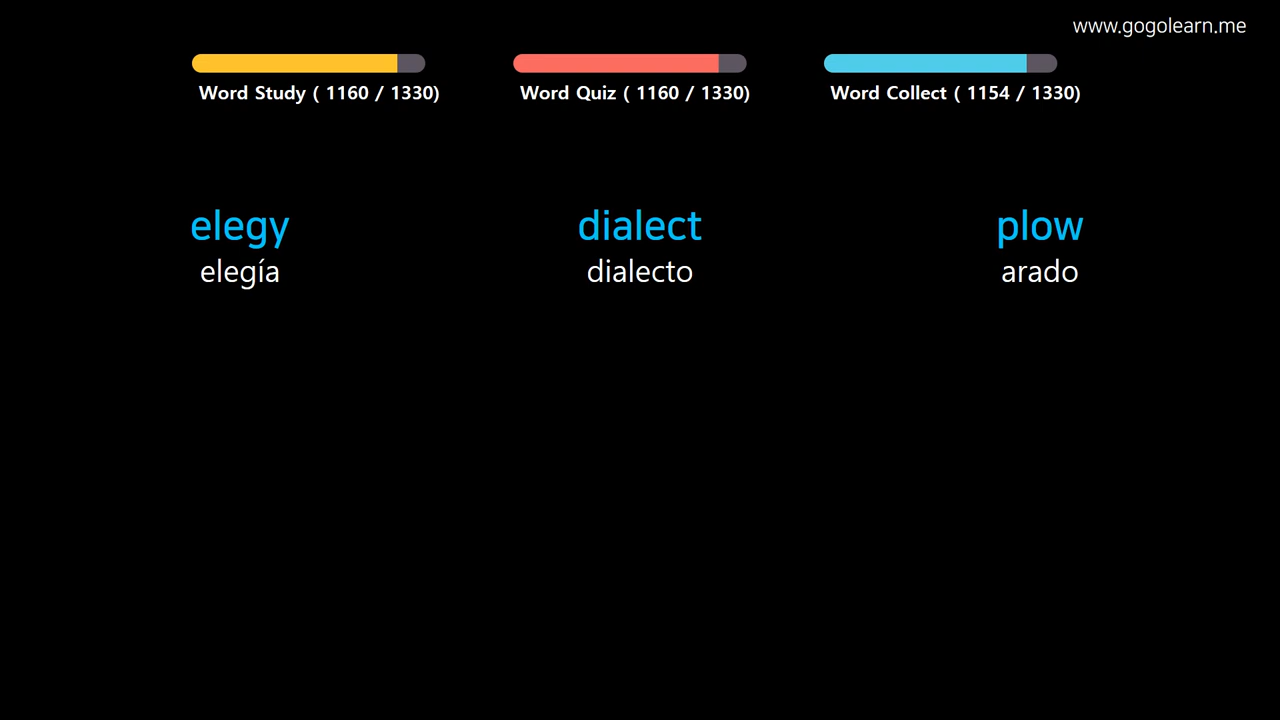 www.gogolearn.me
Word Study ( 1160 / 1330)
Word Quiz ( 1160 / 1330)
Word Collect ( 1154 / 1330)
elegy
dialect
plow
elegía
dialecto
arado